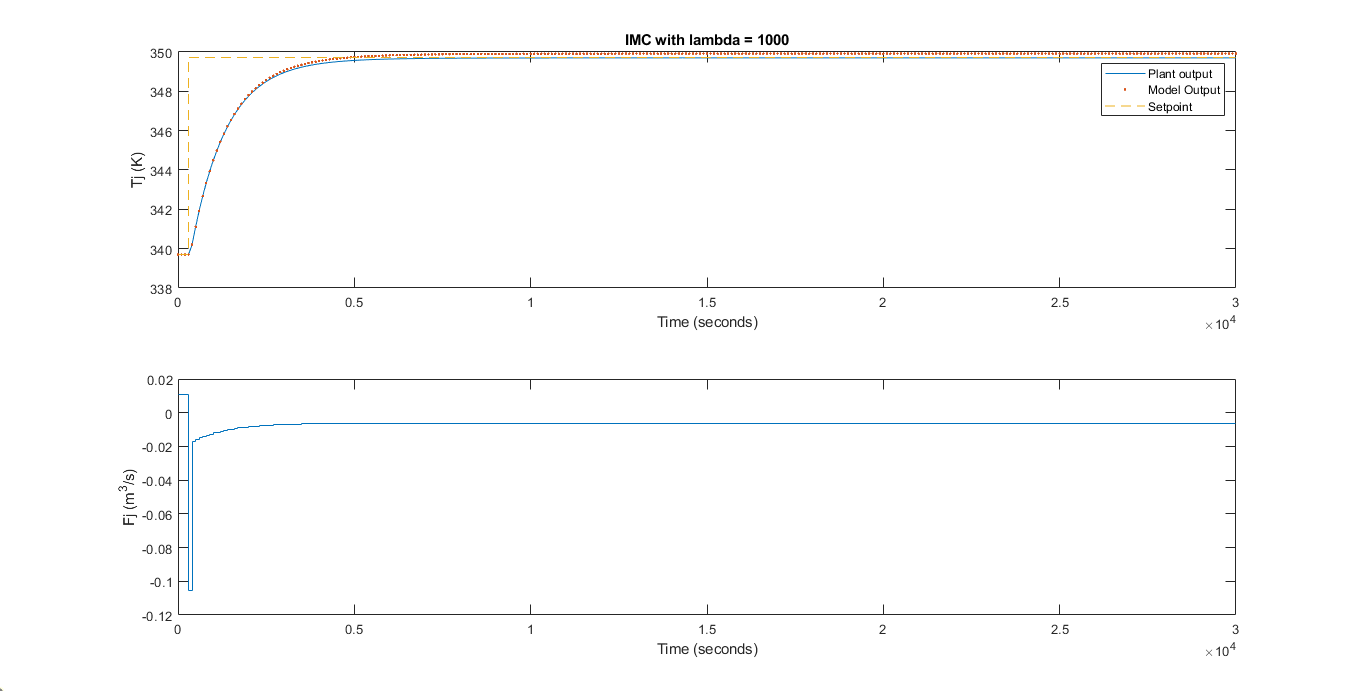 IMC with lambda = 1000
350
348
346
344
342
340
338
Tj (K)
Plant output
Model Output
Setpoint
0 0.5 1 1.5 2 2.5 3
Time (seconds)
×10^4
0.02
0
-0.02
-0.04
-0.06
-0.08
-0.1
-0.12
Fj (m^3/s)
0 0.5 1 1.5 2 2.5 3
Time (seconds)
×10^4